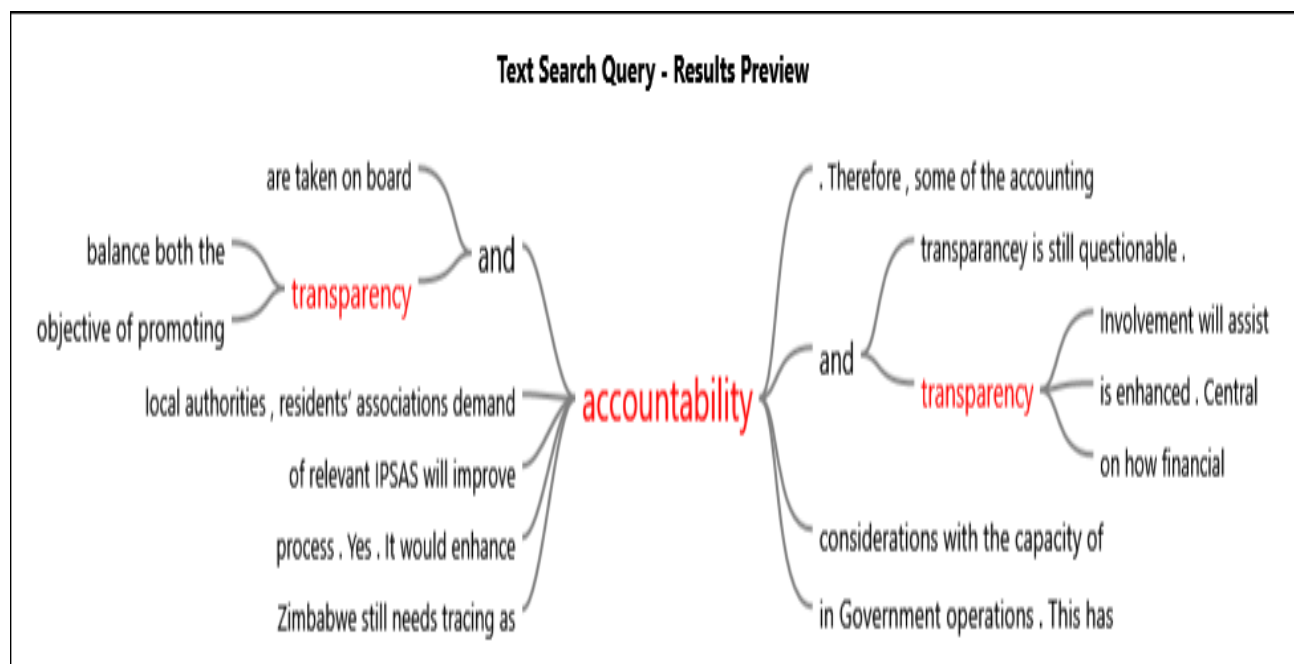 Text Search Query - Results Preview
are taken on board
balance both the
and
transparency
objective of promoting
local authorities , residents' associations demand
of relevant IPSAS will improve
process . Yes . It would enhance
Zimbabwe still needs tracing as
accountability
. Therefore , some of the accounting
transparancey is still questionable .
and
Involvement will assist
transparency
is enhanced . Central
on how financial
considerations with the capacity of
in Government operations . This has